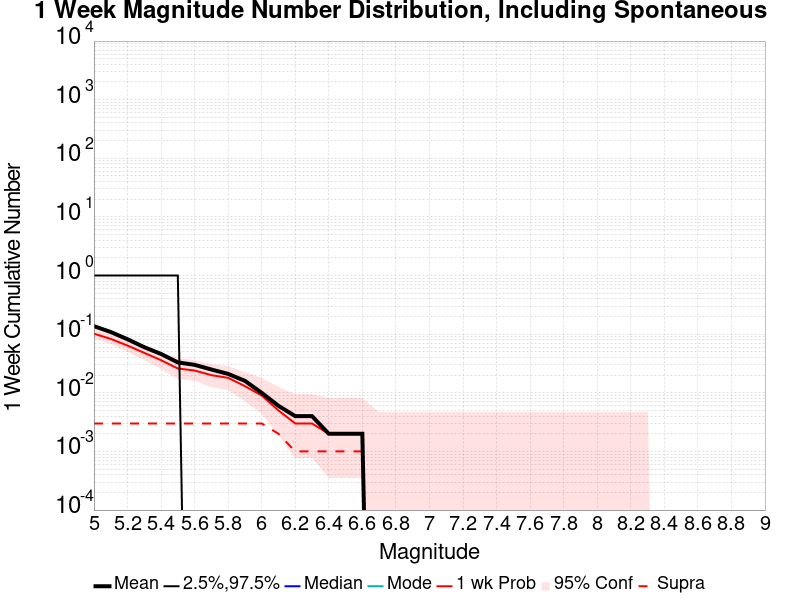 1 Week Magnitude Number Distribution, Including Spontaneous
10^4
10^3
10^2
10^1
10^0
10^-1
10^-2
10^-3
10^-4
1 Week Cumulative Number
5 5.2 5.4 5.6 5.8 6 6.2 6.4 6.6 6.8 7 7.2 7.4 7.6 7.8 8 8.2 8.4 8.6 8.8 9
Magnitude
Mean 2.5%,97.5% Median Mode 1 wk Prob 95% Conf Supra